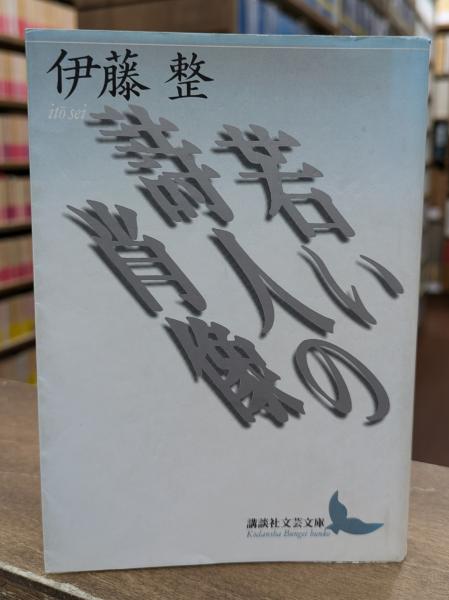 伊藤 整
itō sei
若い
詩人の
肖像
講談社文芸文庫
Kōdansha Bungei bunko